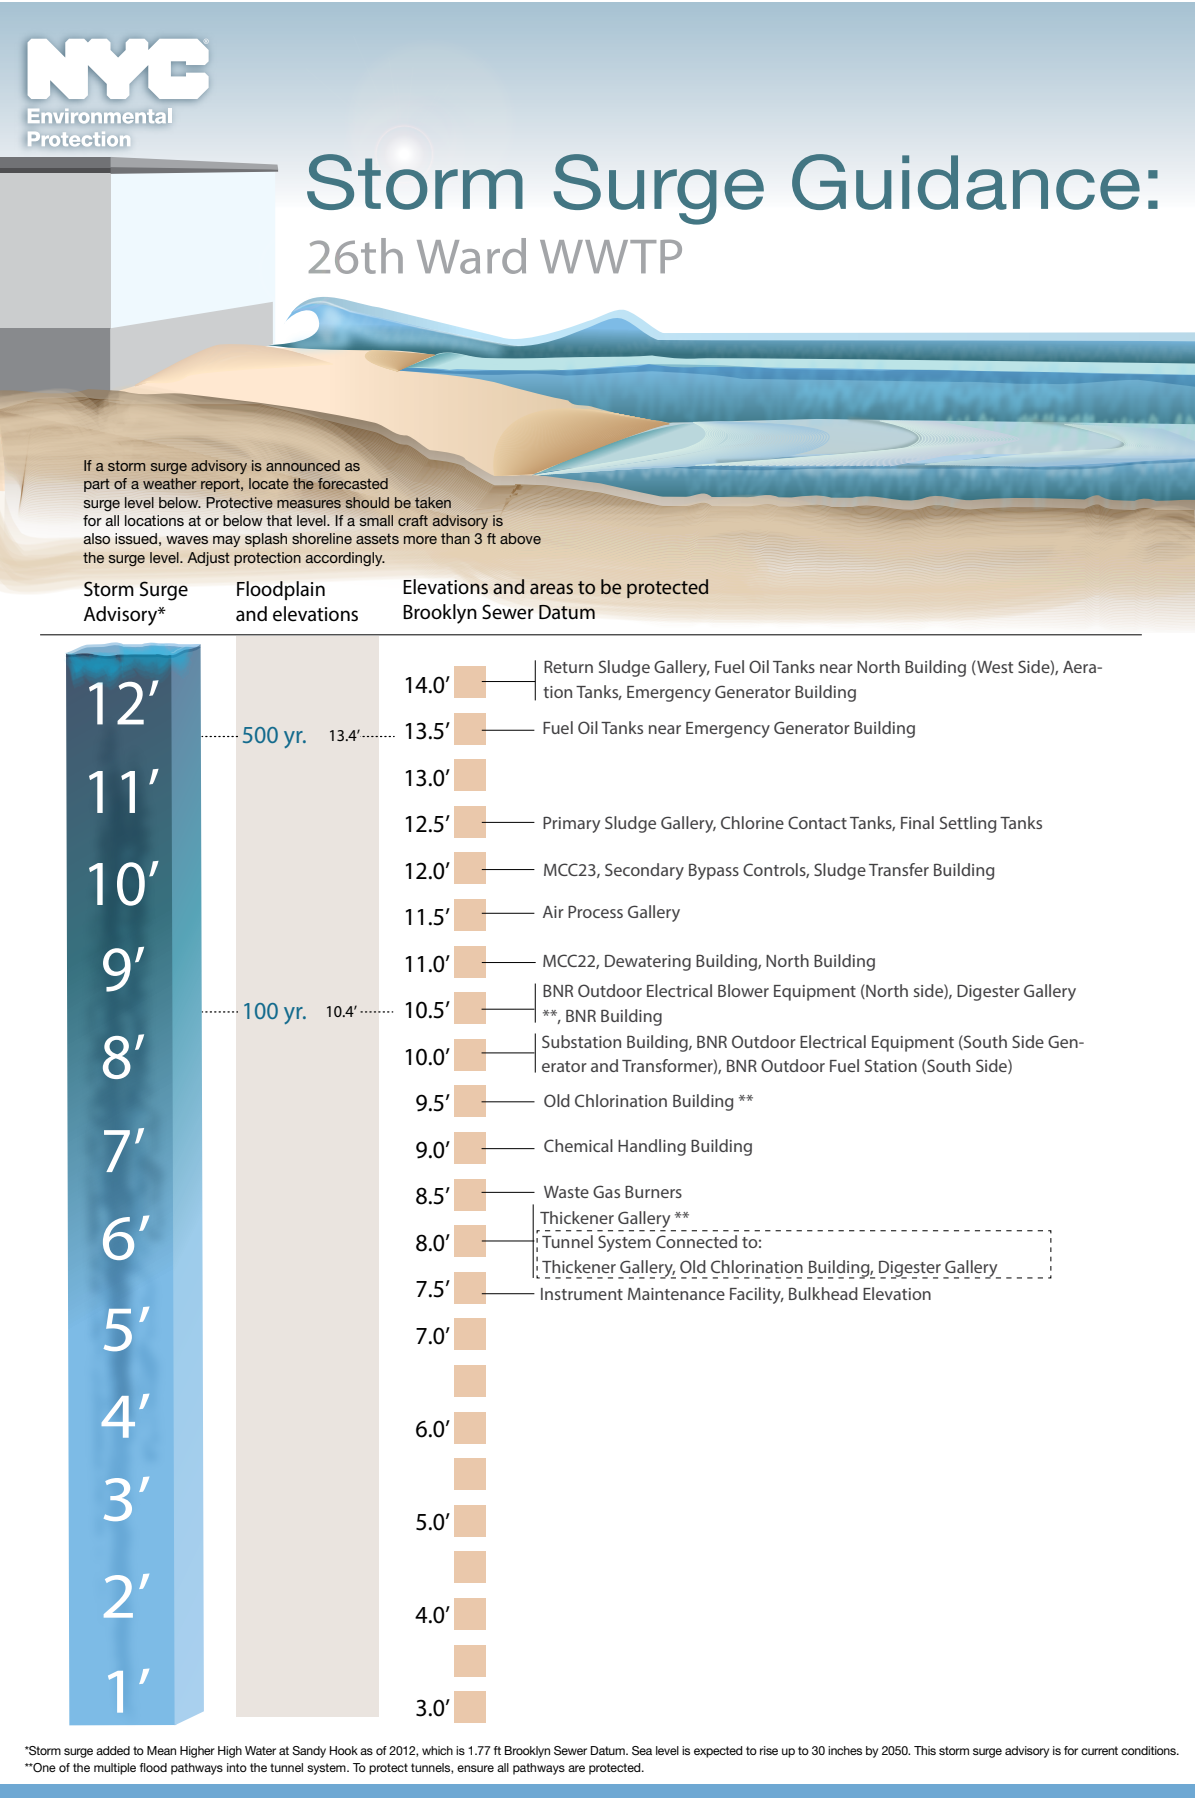 NYC
®
Environmental
Protection
Storm Surge Guidance:
26th Ward WWTP
If a storm surge advisory is announced as
part of a weather report, locate the forecasted
surge level below. Protective measures should be taken
for all locations at or below that level. If a small craft advisory is
also issued, waves may splash shoreline assets more than 3 ft above
the surge level. Adjust protection accordingly.
Storm Surge
Advisory*
Floodplain
and elevations
Elevations and areas to be protected
Brooklyn Sewer Datum
12’
11’
10’
9’
8’
7’
6’
5’
4’
3’
2’
1’
500 yr. 13.4’
100 yr. 10.4’
14.0’ Return Sludge Gallery, Fuel Oil Tanks near North Building (West Side), Aera-
tion Tanks, Emergency Generator Building
13.5’ Fuel Oil Tanks near Emergency Generator Building
13.0’
12.5’ Primary Sludge Gallery, Chlorine Contact Tanks, Final Settling Tanks
12.0’ MCC23, Secondary Bypass Controls, Sludge Transfer Building
11.5’ Air Process Gallery
11.0’ MCC22, Dewatering Building, North Building
10.5’ BNR Outdoor Electrical Blower Equipment (North side), Digester Gallery
**, BNR Building
10.0’ Substation Building, BNR Outdoor Electrical Equipment (South Side Gen-
erator and Transformer), BNR Outdoor Fuel Station (South Side)
9.5’ Old Chlorination Building **
9.0’ Chemical Handling Building
8.5’ Waste Gas Burners
Thickener Gallery **
8.0’ Tunnel System Connected to:
Thickener Gallery, Old Chlorination Building, Digester Gallery
7.5’ Instrument Maintenance Facility, Bulkhead Elevation
7.0’
6.0’
5.0’
4.0’
3.0’
*Storm surge added to Mean Higher High Water at Sandy Hook as of 2012, which is 1.77 ft Brooklyn Sewer Datum. Sea level is expected to rise up to 30 inches by 2050. This storm surge advisory is for current conditions.
**One of the multiple flood pathways into the tunnel system. To protect tunnels, ensure all pathways are protected.